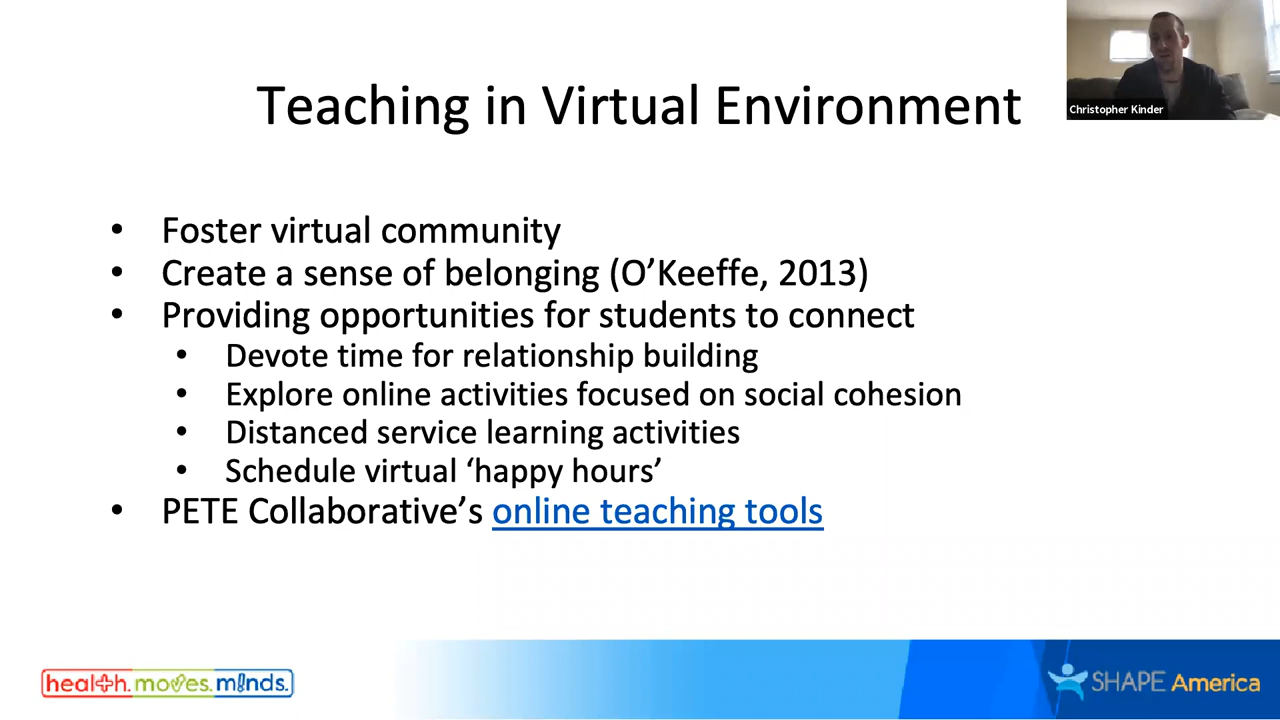 Christopher Kinder
Teaching in Virtual Environment
• Foster virtual community
• Create a sense of belonging (O’Keeffe, 2013)
• Providing opportunities for students to connect
• Devote time for relationship building
• Explore online activities focused on social cohesion
• Distanced service learning activities
• Schedule virtual ‘happy hours’
• PETE Collaborative’s online teaching tools
health.moves.minds.
SHAPE America